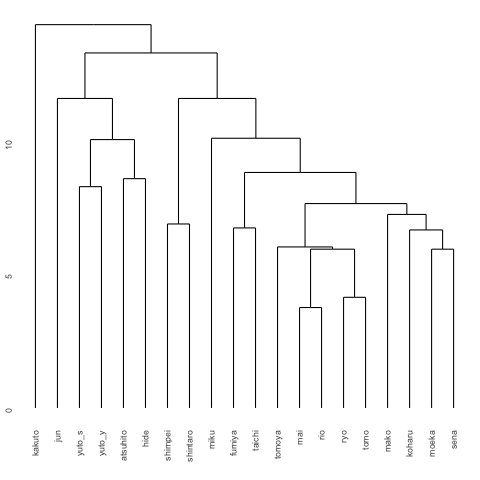 10
5
0
kakuto
jun
yuto_s
yuto_y
atsuhito
hide
shimpei
shintaro
miku
fumiya
taichi
tomoya
mai
rio
ryo
tomo
mako
koharu
moeka
sena